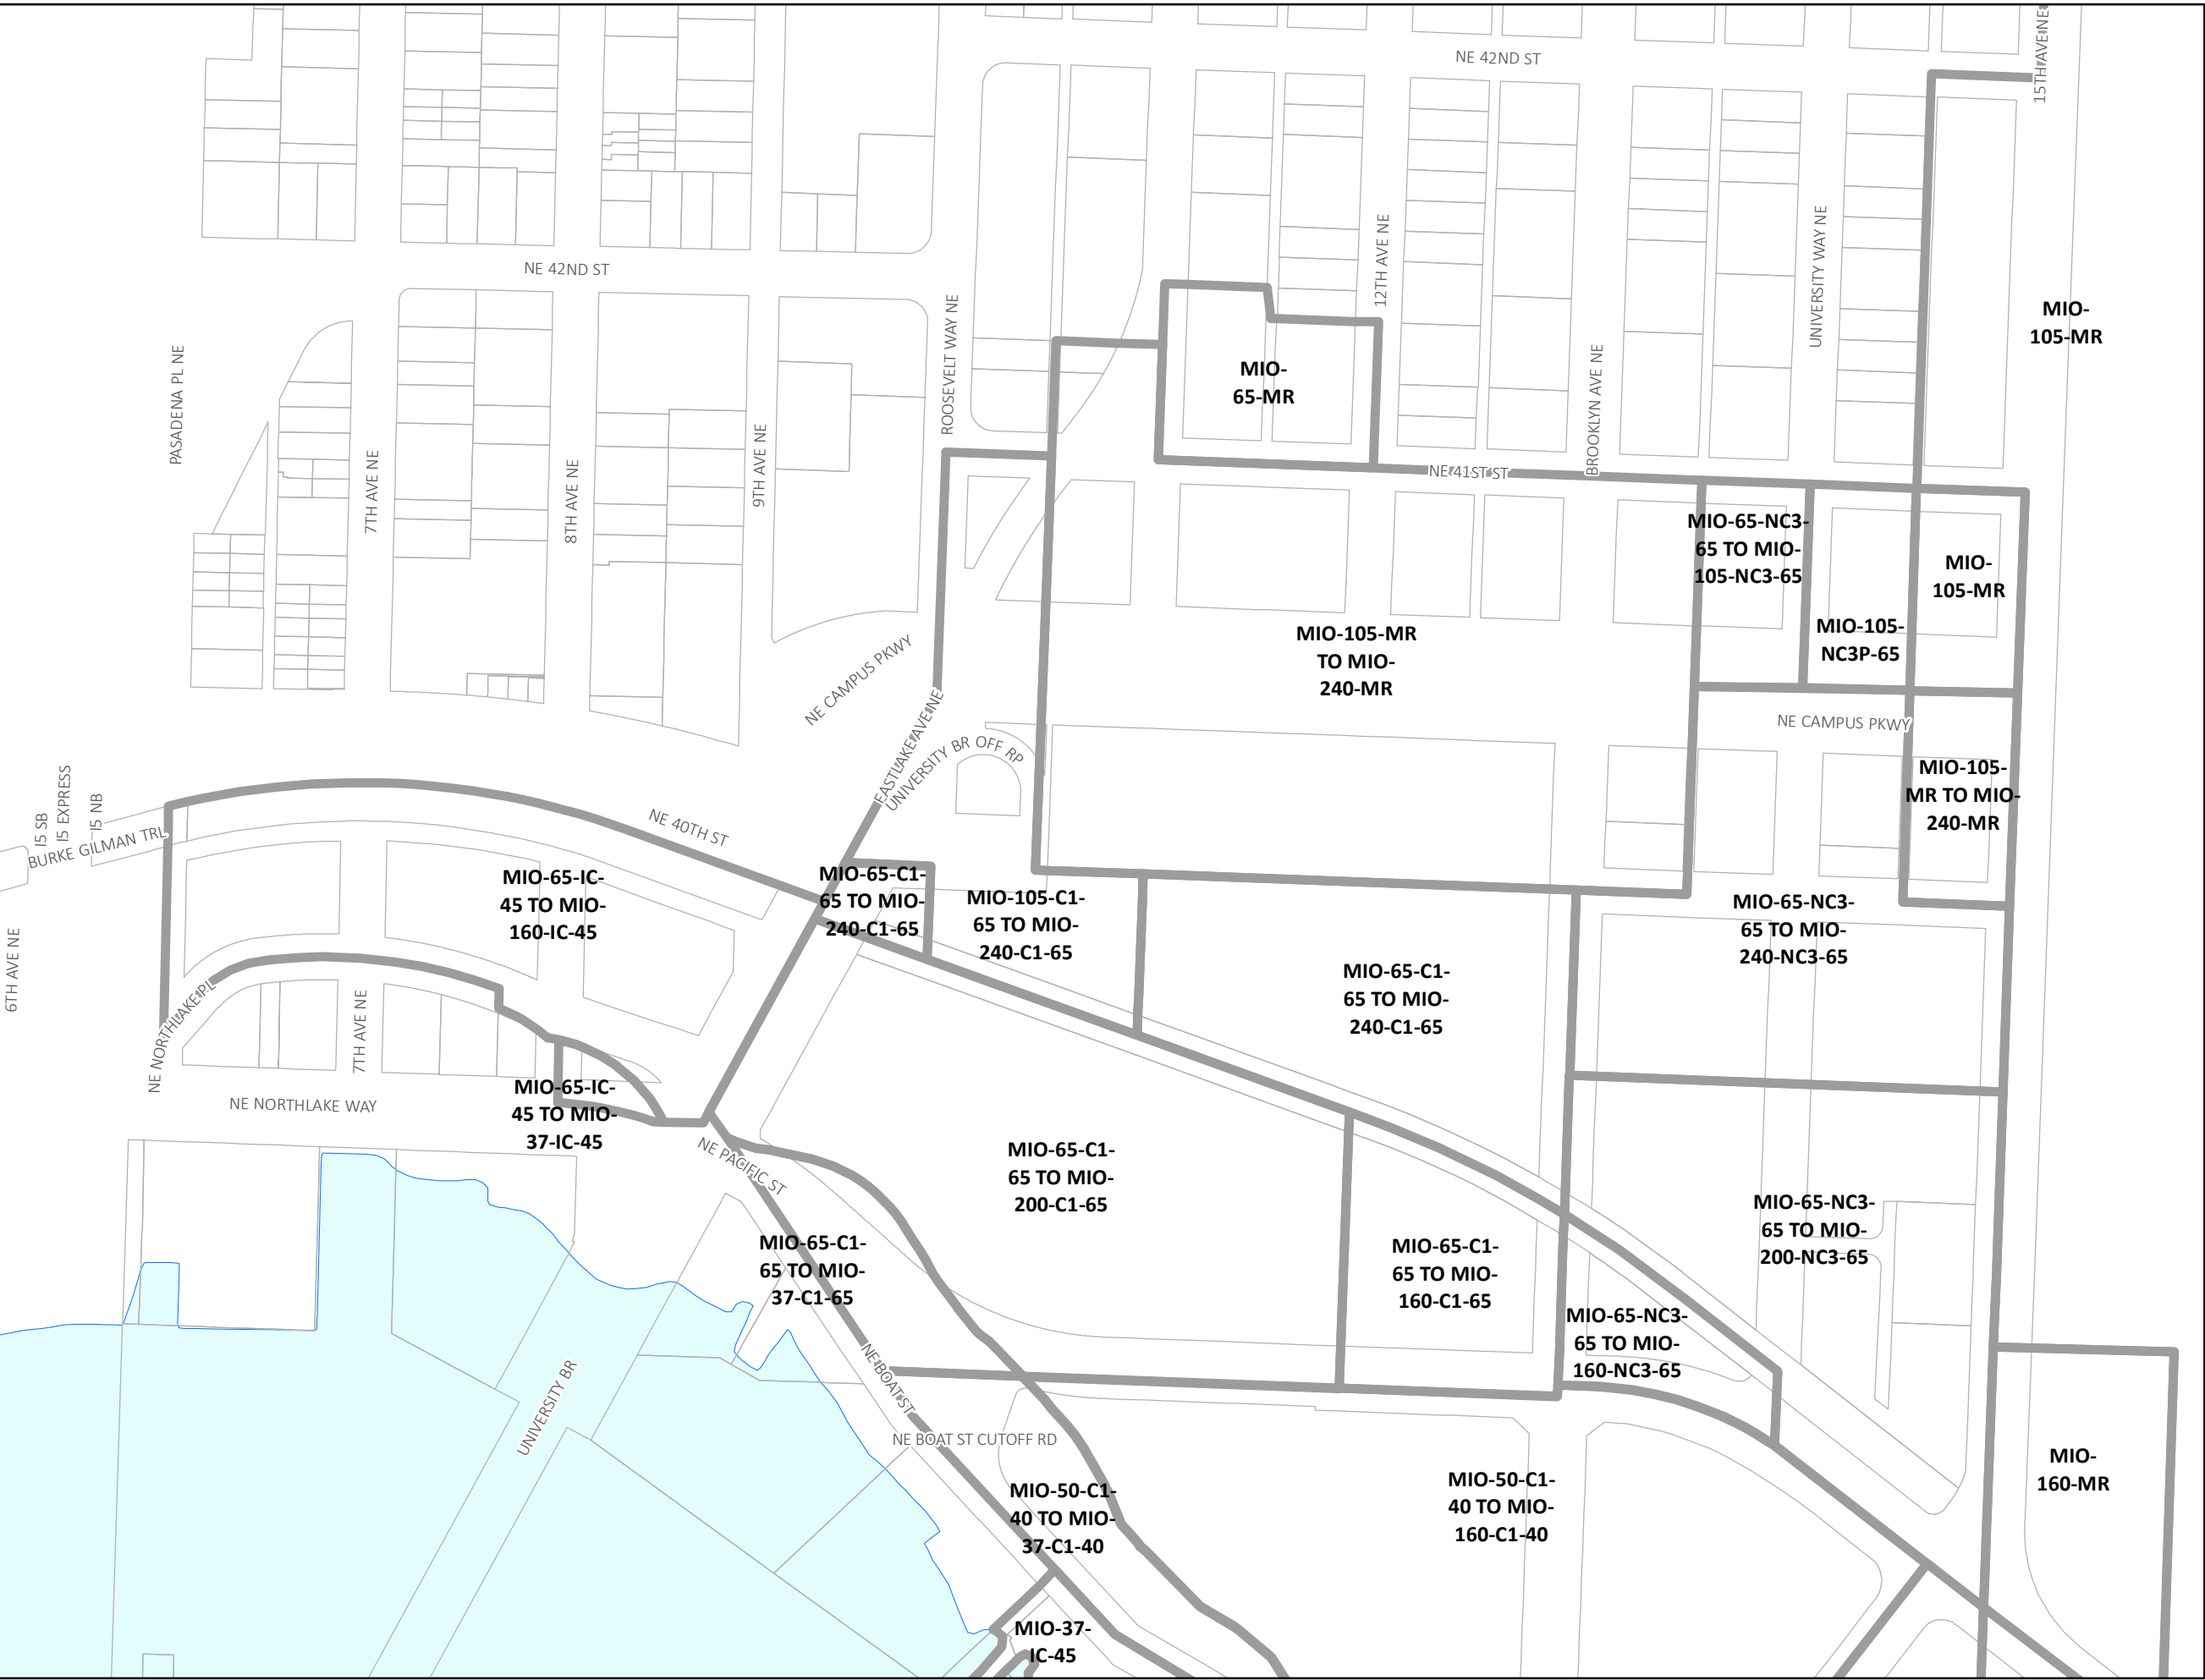 NE 42ND ST
15TH AVE NE
NE 42ND ST
12TH AVE NE
UNIVERSITY WAY NE
PASADENA PL NE
ROOSEVELT WAY NE
BROOKLYN AVE NE
MIO-
105-MR
MIO-
65-MR
7TH AVE NE
8TH AVE NE
9TH AVE NE
NE 41ST ST
MIO-65-NC3-
65 TO MIO-
105-NC3-65
MIO-
105-MR
MIO-105-
NC3P-65
MIO-105-MR
TO MIO-
240-MR
NE CAMPUS PKWY
NE CAMPUS PKWY
EASTLAKE AVE NE
UNIVERSITY BR OFF RP
MIO-105-
MR TO MIO-
240-MR
I5 SB
I5 EXPRESS
I5 NB
BURKE GILMAN TRL
NE 40TH ST
MIO-65-IC-
45 TO MIO-
160-IC-45
MIO-65-C1-
65 TO MIO-
240-C1-65
MIO-105-C1-
65 TO MIO-
240-C1-65
MIO-65-NC3-
65 TO MIO-
240-NC3-65
MIO-65-C1-
65 TO MIO-
240-C1-65
6TH AVE NE
NE NORTHLAKE PL
7TH AVE NE
NE NORTHLAKE WAY
MIO-65-IC-
45 TO MIO-
37-IC-45
NE PACIFIC ST
MIO-65-C1-
65 TO MIO-
200-C1-65
MIO-65-NC3-
65 TO MIO-
200-NC3-65
MIO-65-C1-
65 TO MIO-
37-C1-65
MIO-65-C1-
65 TO MIO-
160-C1-65
MIO-65-NC3-
65 TO MIO-
160-NC3-65
UNIVERSITY BR
NE BOAT ST
NE BOAT ST CUTOFF RD
MIO-50-C1-
40 TO MIO-
37-C1-40
MIO-50-C1-
40 TO MIO-
160-C1-40
MIO-
160-MR
MIO-37-
IC-45